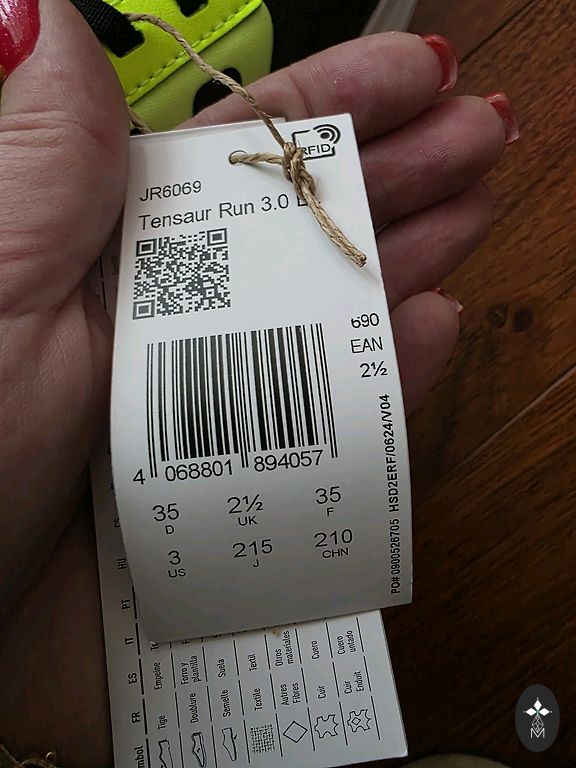 RFID
JR6069
Tensaur Run 3.0
690
EAN
2½
4 068801 894057
35 2½ 35
D UK F
3 215 210
US J CHN
PO# 0900526705 HSD2ERF/0624/V04
HU
PT
IT
ES Empeine Forro y plantilla Suela Textil Otros materiales Cuero Cuero untado
FR Tige Doublure Semelle Textile Autres Fibres Cuir Cuir Enduit
M